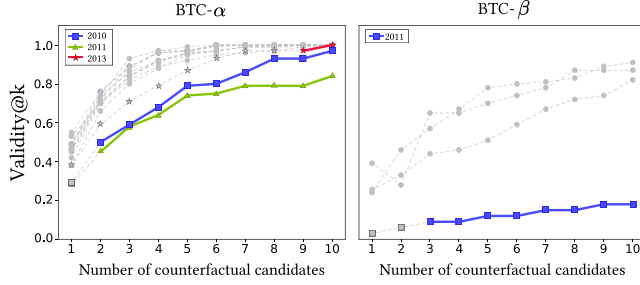 BTC-α
BTC-β
Validity@k
1.0
0.8
0.6
0.4
0.2
0.0
2010
2011
2013
2011
1 2 3 4 5 6 7 8 9 10
1 2 3 4 5 6 7 8 9 10
Number of counterfactual candidates
Number of counterfactual candidates